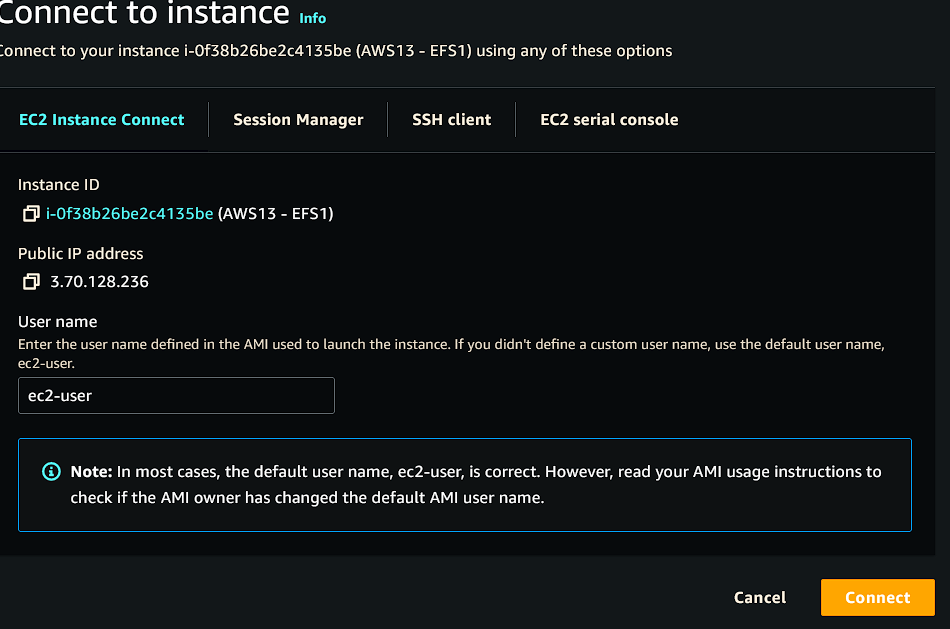 Connect to instance Info
Connect to your instance i-0f38b26be2c4135be (AWS13 - EFS1) using any of these options
EC2 Instance Connect Session Manager SSH client EC2 serial console
Instance ID
i-0f38b26be2c4135be (AWS13 - EFS1)
Public IP address
3.70.128.236
User name
Enter the user name defined in the AMI used to launch the instance. If you didn't define a custom user name, use the default user name,
ec2-user.
ec2-user
Note: In most cases, the default user name, ec2-user, is correct. However, read your AMI usage instructions to
check if the AMI owner has changed the default AMI user name.
Cancel Connect